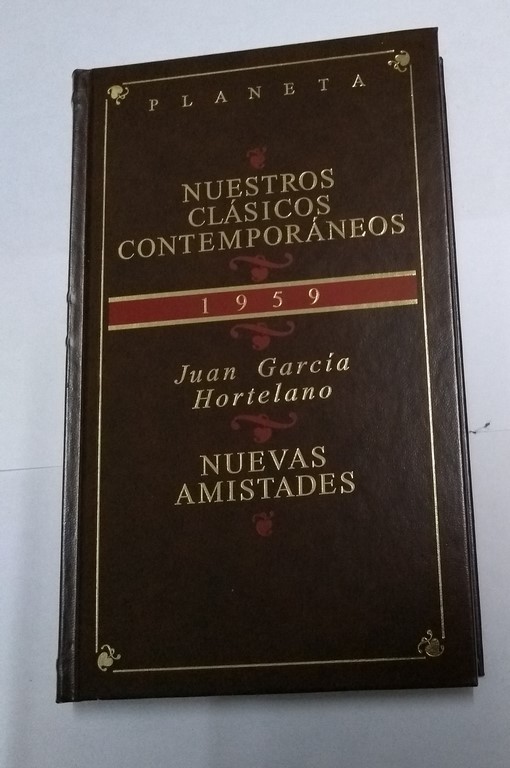 PLANETA
NUESTROS
CLÁSICOS
CONTEMPORÁNEOS
1959
Juan García
Hortelano
NUEVAS
AMISTADES